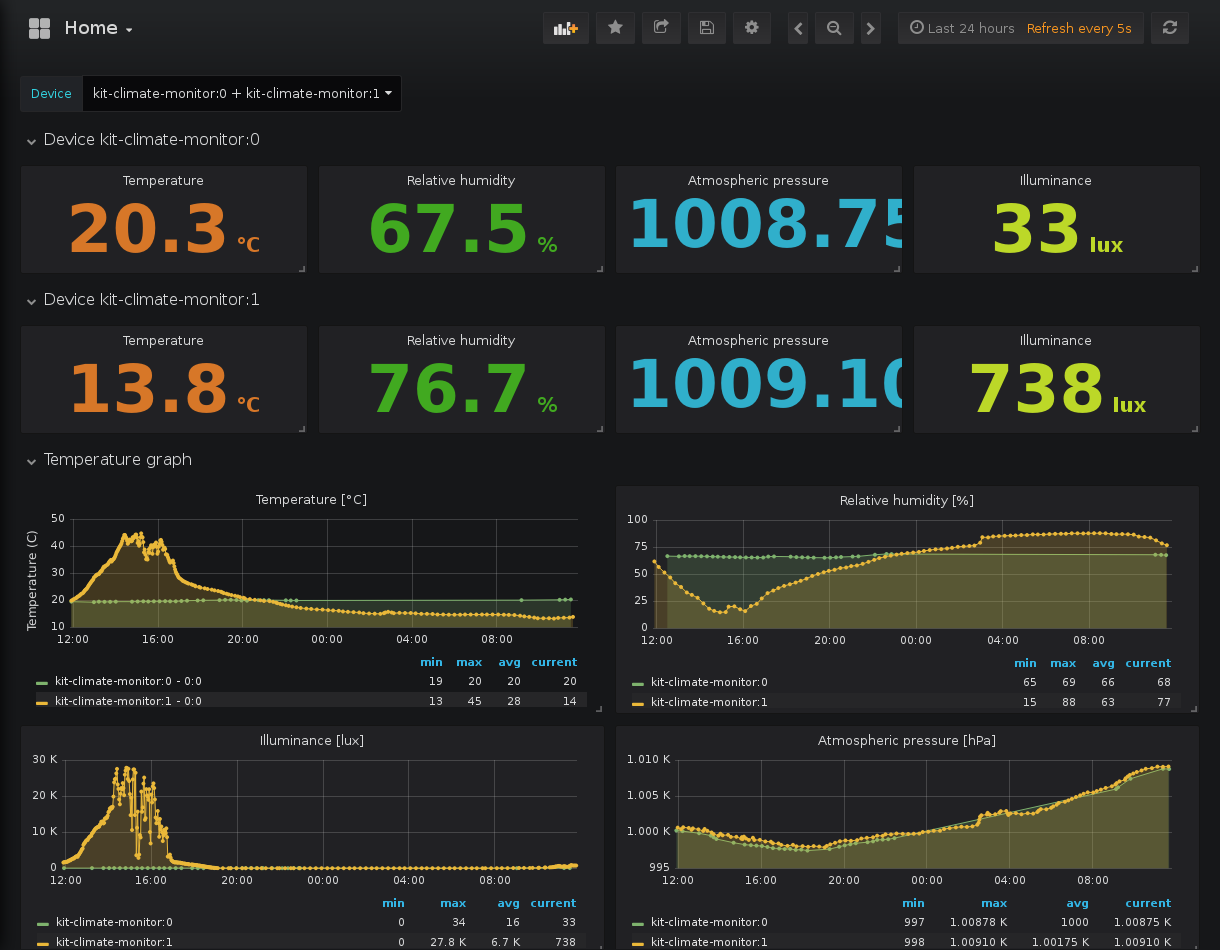 Home
Last 24 hours Refresh every 5s
Device kit-climate-monitor:0 + kit-climate-monitor:1
Device kit-climate-monitor:0
Temperature Relative humidity Atmospheric pressure Illuminance
20.3 °C 67.5 % 1008.75 33 lux
Device kit-climate-monitor:1
Temperature Relative humidity Atmospheric pressure Illuminance
13.8 °C 76.7 % 1009.10 738 lux
Temperature graph
Temperature [°C]
Temperature (C)
50
40
30
20
10
12:00 16:00 20:00 00:00 04:00 08:00
min max avg current
kit-climate-monitor:0 - 0:0 19 20 20 20
kit-climate-monitor:1 - 0:0 13 45 28 14
Relative humidity [%]
100
75
50
25
0
12:00 16:00 20:00 00:00 04:00 08:00
min max avg current
kit-climate-monitor:0 65 69 66 68
kit-climate-monitor:1 15 88 63 77
Illuminance [lux]
30 K
20 K
10 K
0
12:00 16:00 20:00 00:00 04:00 08:00
min max avg current
kit-climate-monitor:0 0 34 16 33
kit-climate-monitor:1 0 27.8 K 6.7 K 738
Atmospheric pressure [hPa]
1.010 K
1.005 K
1.000 K
995
12:00 16:00 20:00 00:00 04:00 08:00
min max avg current
kit-climate-monitor:0 997 1.00878 K 1000 1.00875 K
kit-climate-monitor:1 998 1.00910 K 1.00175 K 1.00910 K